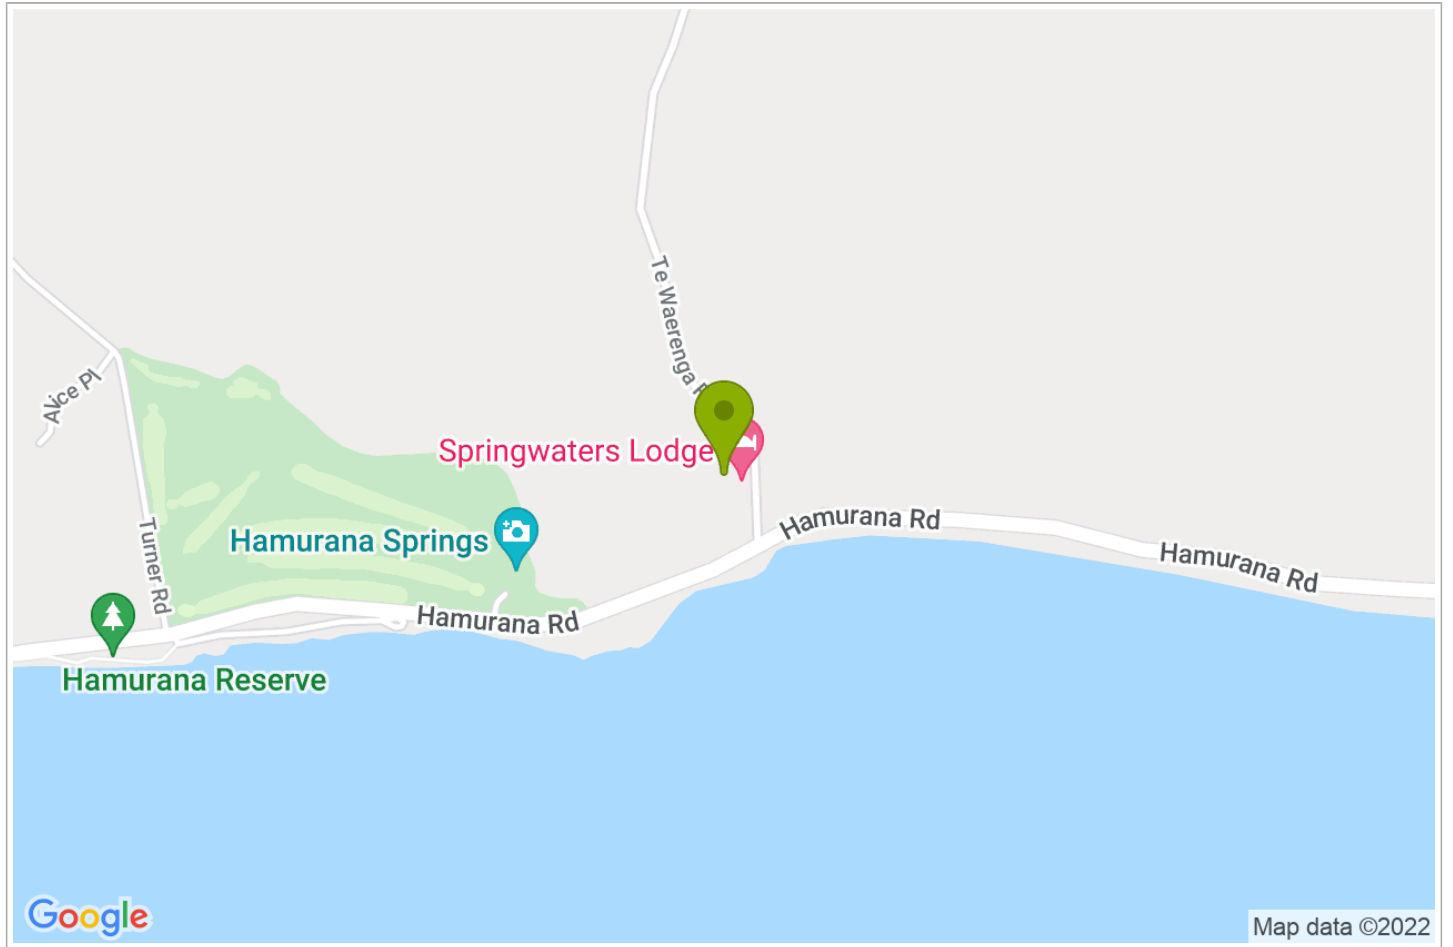 Te Waerenga R
Alice Pl
Springwaters Lodge
Hamurana Rd
Turner Rd
Hamurana Springs
Hamurana Rd
Hamurana Rd
Hamurana Reserve
Google
Map data ©2022